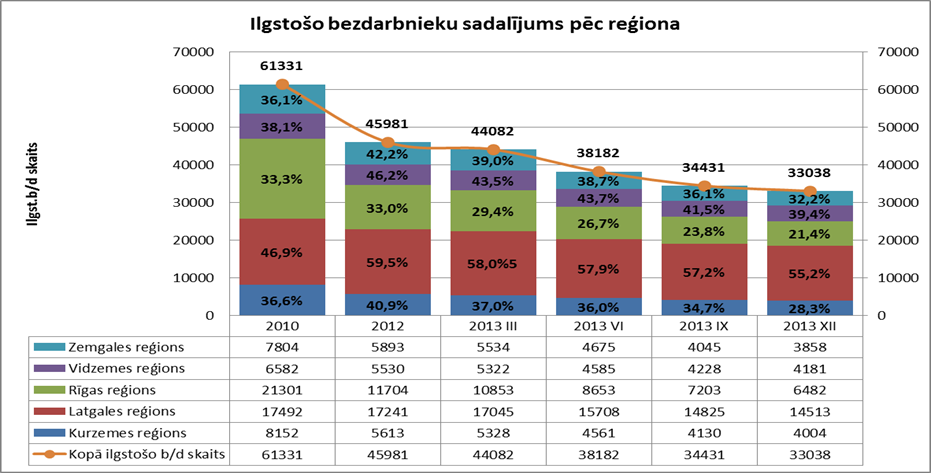 Ilgstošo bezdarbnieku sadalījums pēc reģiona
Ilgst.b/d skaits
70000 70000
60000 60000
50000 50000
40000 40000
30000 30000
20000 20000
10000 10000
0 0
61331 45981 44082 38182 34431 33038
36,1% 42,2% 39,0% 38,7% 36,1% 32,2%
38,1% 46,2% 43,5% 43,7% 41,5% 39,4%
33,3% 33,0% 29,4% 26,7% 23,8% 21,4%
46,9% 59,5% 58,0%5 57,9% 57,2% 55,2%
36,6% 40,9% 37,0% 36,0% 34,7% 28,3%
2010 2012 2013 III 2013 VI 2013 IX 2013 XII
Zemgales reģions 7804 5893 5534 4675 4045 3858
Vidzemes reģions 6582 5530 5322 4585 4228 4181
Rīgas reģions 21301 11704 10853 8653 7203 6482
Latgales reģions 17492 17241 17045 15708 14825 14513
Kurzemes reģions 8152 5613 5328 4561 4130 4004
Kopā ilgstošo b/d skaits 61331 45981 44082 38182 34431 33038